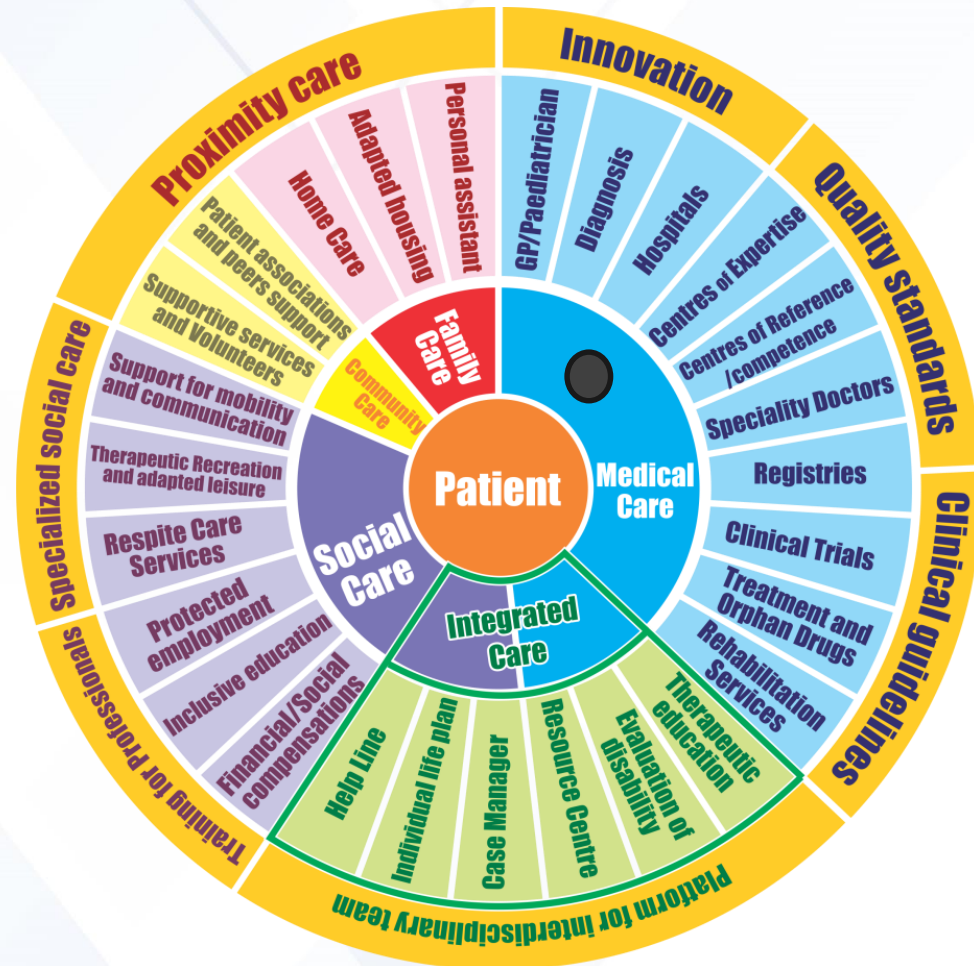 Proximity care
Innovation
Quality Standards
Clinical guidelines
Platform for interdisciplinary team
Training for Professionals
Specialized social care
Personal assistant
Adapted housing
Home Care
Patient associations
and peers support
Supportive services
and Volunteers
Support for mobility
and communication
Therapeutic Recreation
and adapted leisure
Respite Care
Services
Protected
employment
Inclusive education
Financial/Social
compensations
Help Line
Individual life plan
Case Manager
Resource Centre
Evaluation of
disability
Therapeutic
education
Rehabilitation
Services
Treatment and
Orphan Drugs
Clinical Trials
Registries
Speciality Doctors
Centres of Reference
/competence
Centres of Expertise
Hospitals
Diagnosis
GP/Paediatrician
Family
Care
Community
Care
Social
Care
Integrated
Care
Medical
Care
Patient